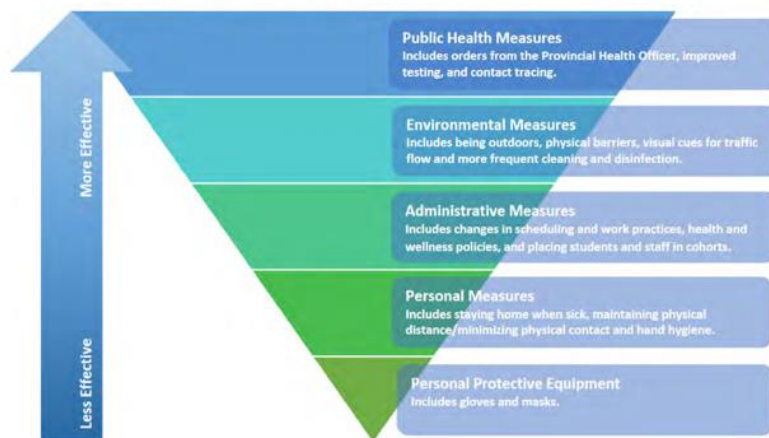 Public Health Measures
Includes orders from the Provincial Health Officer, improved
testing, and contact tracing.
More Effective
Environmental Measures
Includes being outdoors, physical barriers, visual cues for traffic
flow and more frequent cleaning and disinfection.
Administrative Measures
Includes changes in scheduling and work practices, health and
wellness policies, and placing students and staff in cohorts.
Personal Measures
Includes staying home when sick, maintaining physical
distance/minimizing physical contact and hand hygiene.
Less Effective
Personal Protective Equipment
Includes gloves and masks.